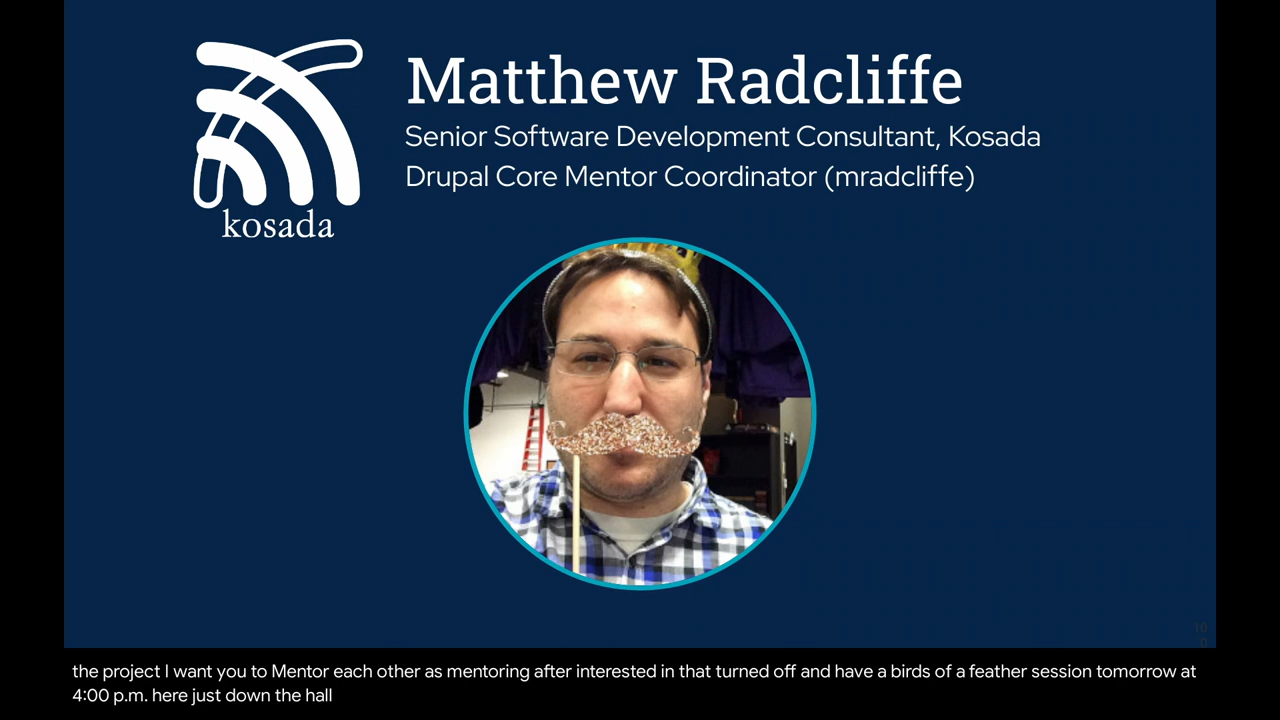 Matthew Radcliffe
Senior Software Development Consultant, Kosada
Drupal Core Mentor Coordinator (mradcliffe)
kosada
10
0
the project I want you to Mentor each other as mentoring after interested in that turned off and have a birds of a feather session tomorrow at
4:00 p.m. here just down the hall